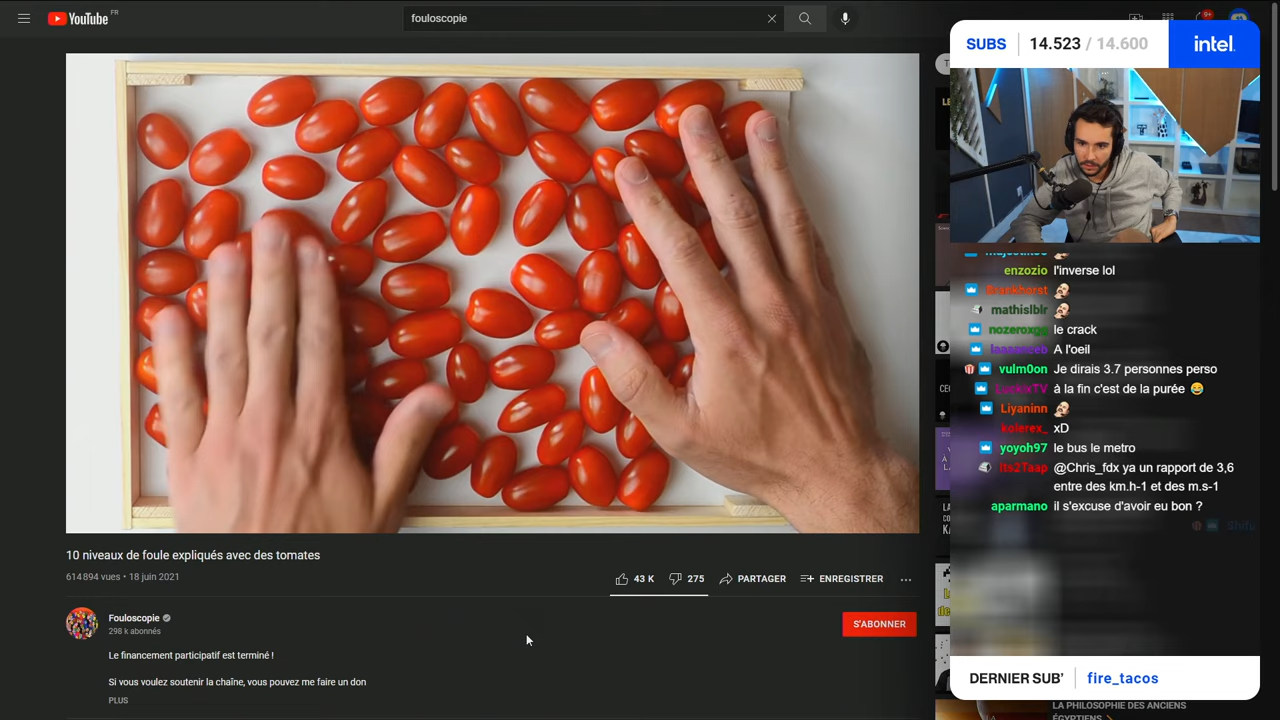 YouTube FR
fouloscopie
9+
SUBS 14.523 / 14.600 intel.
enzozio l'inverse lol
mathislblr
nozeroxgg le crack
A l'oeil
vulm0on Je dirais 3.7 personnes perso
LuckixTV à la fin c'est de la purée
Liyaninn
kolerex_ xD
yoyoh97 le bus le metro
Its2Taap @Chris_fdx ya un rapport de 3,6
entre des km.h-1 et des m.s-1
aparmano il s'excuse d'avoir eu bon ?
Shifu
10 niveaux de foule expliqués avec des tomates
614 894 vues • 18 juin 2021
43 K 275 PARTAGER ENREGISTRER
Fouloscopie
298 k abonnés
S'ABONNER
Le financement participatif est terminé !
Si vous voulez soutenir la chaîne, vous pouvez me faire un don
PLUS
DERNIER SUB' fire_tacos
LA PHILOSOPHIE DES ANCIENS
ÉGYPTIENS